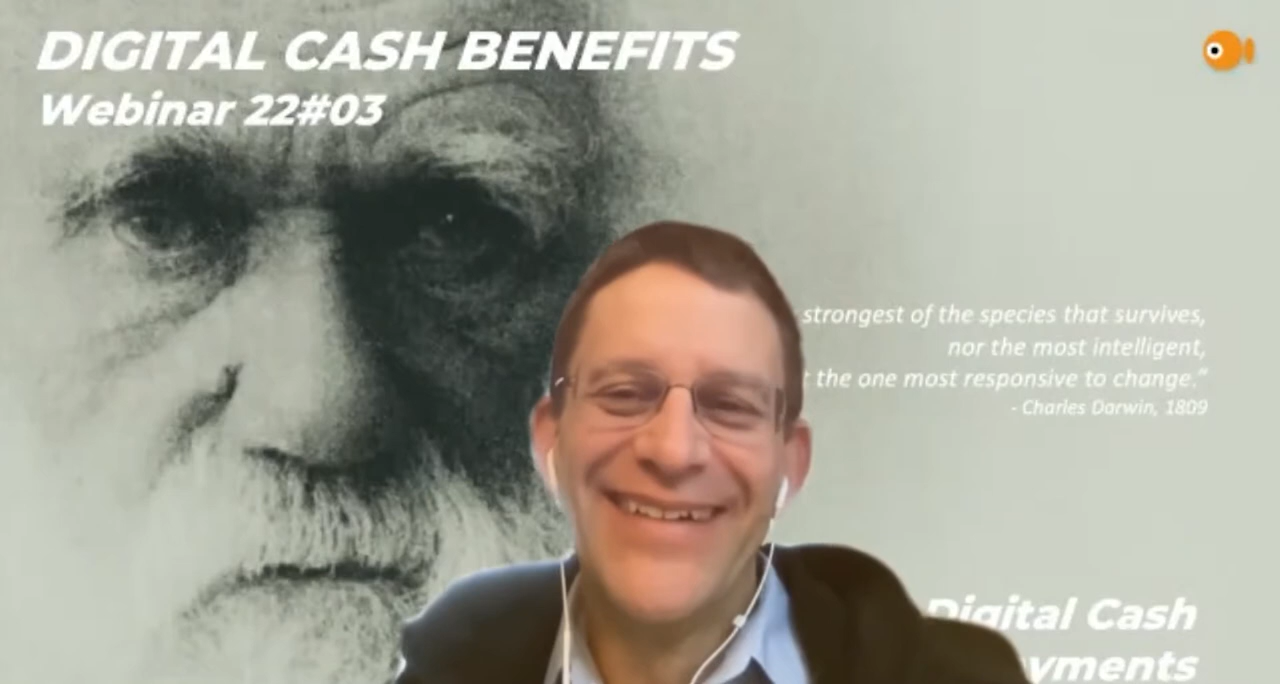 DIGITAL CASH BENEFITS
Webinar 22#03
strongest of the species that survives,
nor the most intelligent,
the one most responsive to change.”
- Charles Darwin, 1809
Digital Cash